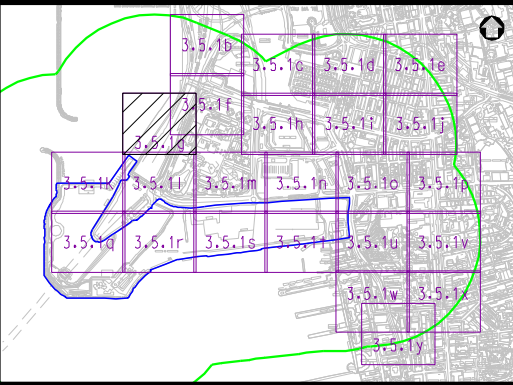 3.5.1b
3.5.1c 3.5.1d 3.5.1e
3.5.1f
3.5.1h 3.5.1i 3.5.1j
3.5.1g
3.5.1k 3.5.1l 3.5.1m 3.5.1n 3.5.1o 3.5.1p
3.5.1q 3.5.1r 3.5.1s 3.5.1t 3.5.1u 3.5.1v
3.5.1w 3.5.1x
3.5.1y